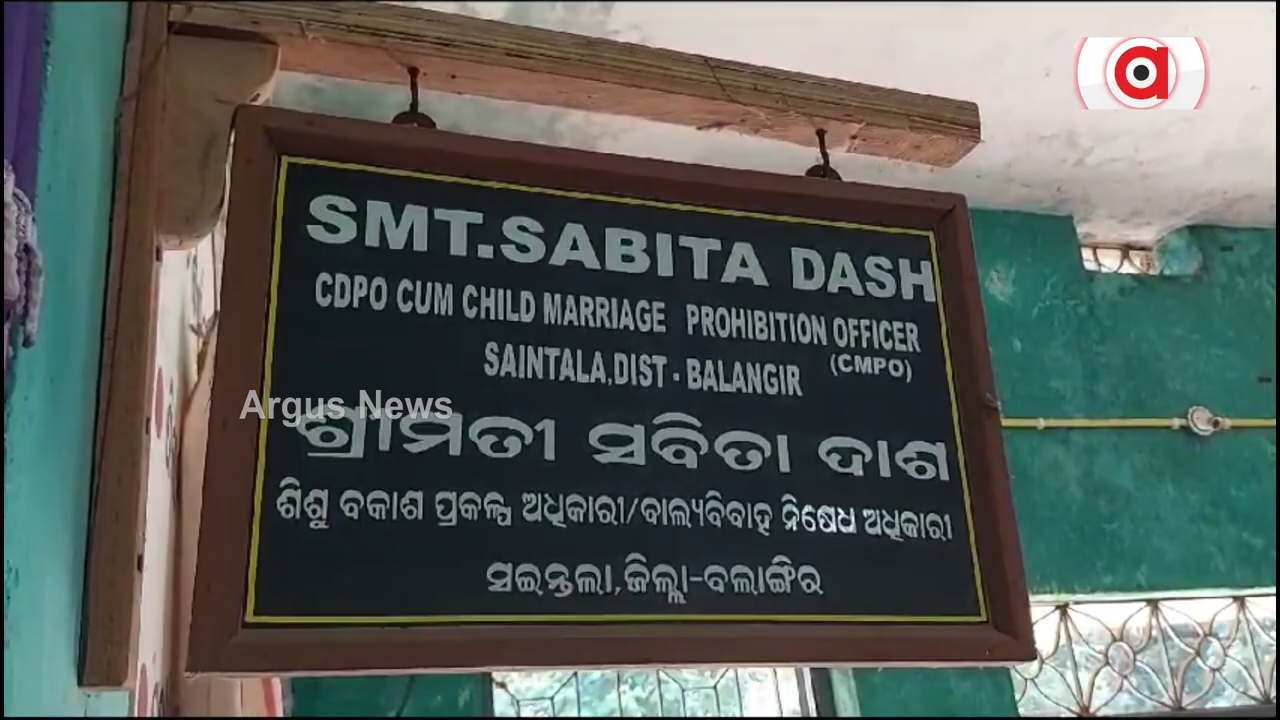 SMT.SABITA DASH
CDPO CUM CHILD MARRIAGE PROHIBITION OFFICER
(CMPO)
SAINTALA,DIST - BALANGIR
Argus News
ଶ୍ରୀମତୀ ସବିତା ଦାଶ
ଶିଶୁ ବକାଶ ପ୍ରକଳ୍ପ ଅଧିକାରୀ/ବାଲ୍ୟବିବାହ ନିଷେଧ ଅଧିକାରୀ
ସଇନ୍ତଲା,ଜିଲ୍ଲା-ବଲାଙ୍ଗିର